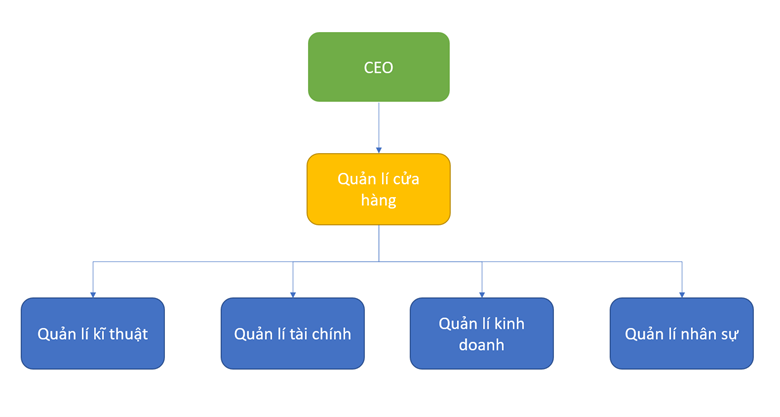 CEO
Quản lí cửa
hàng
Quản lí kĩ thuật
Quản lí tài chính
Quản lí kinh
doanh
Quản lí nhân sự